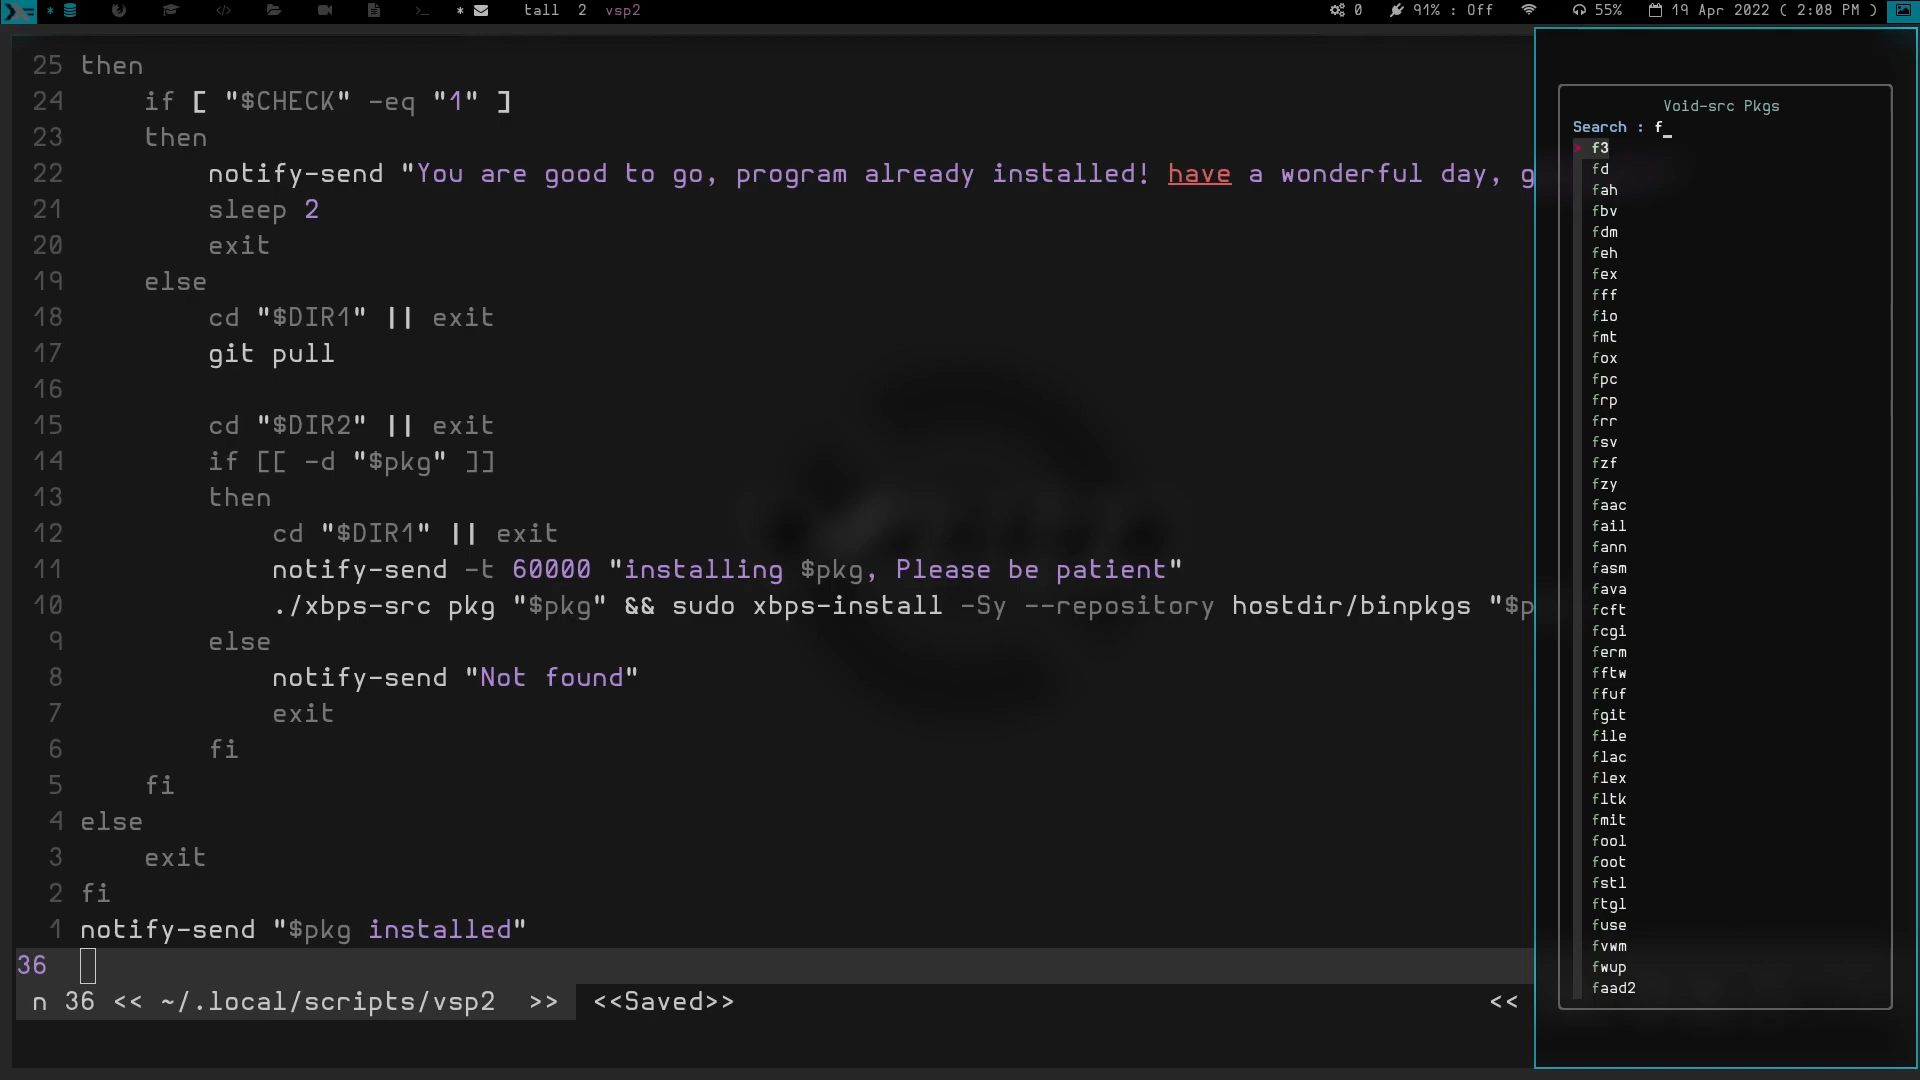 * * tall 2 vsp2 0 91% : Off 55% 19 Apr 2022 ( 2:08 PM )
25 then
24 if [ "$CHECK" -eq "1" ]
23 then
22 notify-send "You are good to go, program already installed! have a wonderful day, g
21 sleep 2
20 exit
19 else
18 cd "$DIR1" || exit
17 git pull
16
15 cd "$DIR2" || exit
14 if [[ -d "$pkg" ]]
13 then
12 cd "$DIR1" || exit
11 notify-send -t 60000 "installing $pkg, Please be patient"
10 ./xbps-src pkg "$pkg" && sudo xbps-install -Sy --repository hostdir/binpkgs "$p
9 else
8 notify-send "Not found"
7 exit
6 fi
5 fi
4 else
3 exit
2 fi
1 notify-send "$pkg installed"
36
n 36 << ~/.local/scripts/vsp2 >> <<Saved>> <<
Void-src Pkgs
Search : f_
> f3
fd
fah
fbv
fdm
feh
fex
fff
fio
fmt
fox
fpc
frp
frr
fsv
fzf
fzy
faac
fail
fann
fasm
fava
fcft
fcgi
ferm
fftw
ffuf
fgit
file
flac
flex
fltk
fmit
fool
foot
fstl
ftgl
fuse
fvwm
fwup
faad2